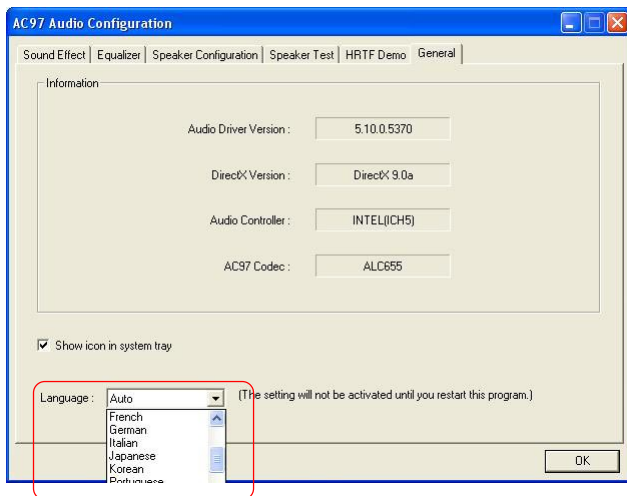 AC97 Audio Configuration
Sound Effect Equalizer Speaker Configuration Speaker Test HRTF Demo General
Information
Audio Driver Version : 5.10.0.5370
DirectX Version : DirectX 9.0a
Audio Controller : INTEL(ICH5)
AC97 Codec : ALC655
Show icon in system tray
Language : Auto (The setting will not be activated until you restart this program.)
French
German
Italian
Japanese
Korean
Portuguese
OK